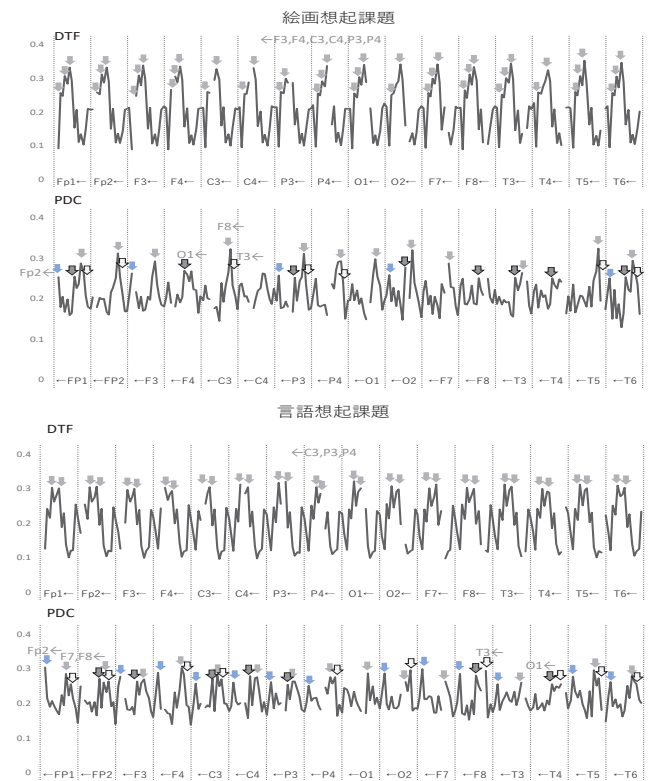 絵画想起課題
DTF
←F3,F4,C3,C4,P3,P4
0.4
0.3
0.2
0.1
0
Fp1← Fp2← F3← F4← C3← C4← P3← P4← O1← O2← F7← F8← T3← T4← T5← T6←
PDC
0.4
F8←
0.3
O1← T3←
Fp2←
0.2
0.1
0
←FP1 ←FP2 ←F3 ←F4 ←C3 ←C4 ←P3 ←P4 ←O1 ←O2 ←F7 ←F8 ←T3 ←T4 ←T5 ←T6
言語想起課題
DTF
←C3,P3,P4
0.4
0.3
0.2
0.1
0
Fp1← Fp2← F3← F4← C3← C4← P3← P4← O1← O2← F7← F8← T3← T4← T5← T6←
PDC
0.4
Fp2← F7,F8← T3←
O1←
0.3
0.2
0.1
0
←FP1 ←FP2 ←F3 ←F4 ←C3 ←C4 ←P3 ←P4 ←O1 ←O2 ←F7 ←F8 ←T3 ←T4 ←T5 ←T6